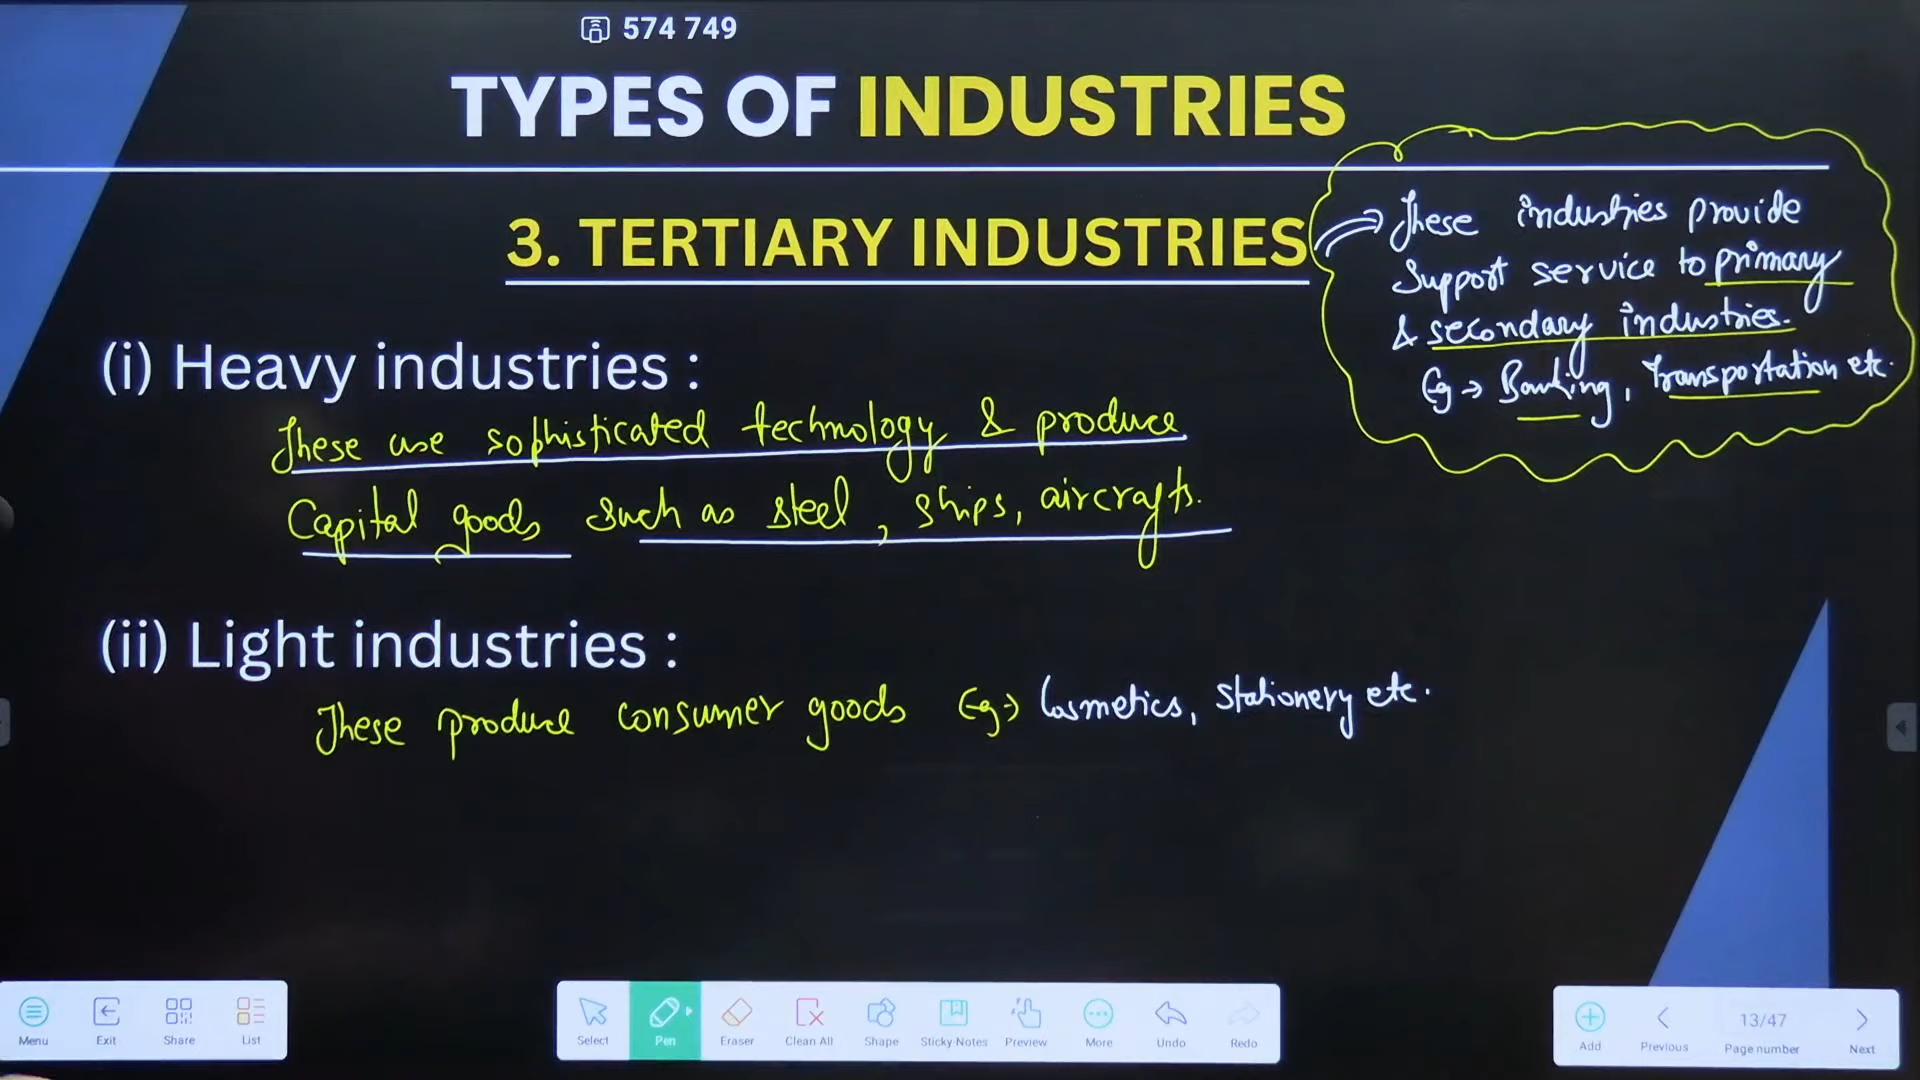 574 749
TYPES OF INDUSTRIES
3. TERTIARY INDUSTRIES
These industries provide
Support service to primary
& secondary industries.
Eg → Banking, Transportation etc.
(i) Heavy industries :
These use sophisticated technology & produce
Capital goods such as steel, ships, aircrafts.
(ii) Light industries :
These produce consumer goods Eg → Cosmetics, Stationery etc.
Menu Exit Share List
Select Pen Eraser Clean All Shape Sticky Notes Preview More Undo Redo
13/47
Add Previous Page number Next